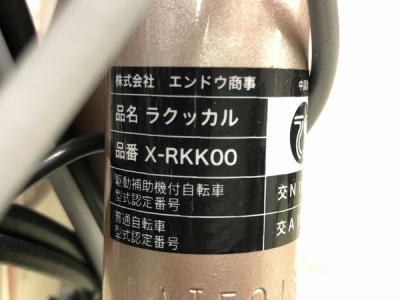 株式会社 エンドウ商事 中国
品名 ラクッカル
品番 X-RKK00
駆動補助機付自転車
型式認定番号 交N
普通自転車
型式認定番号 交A